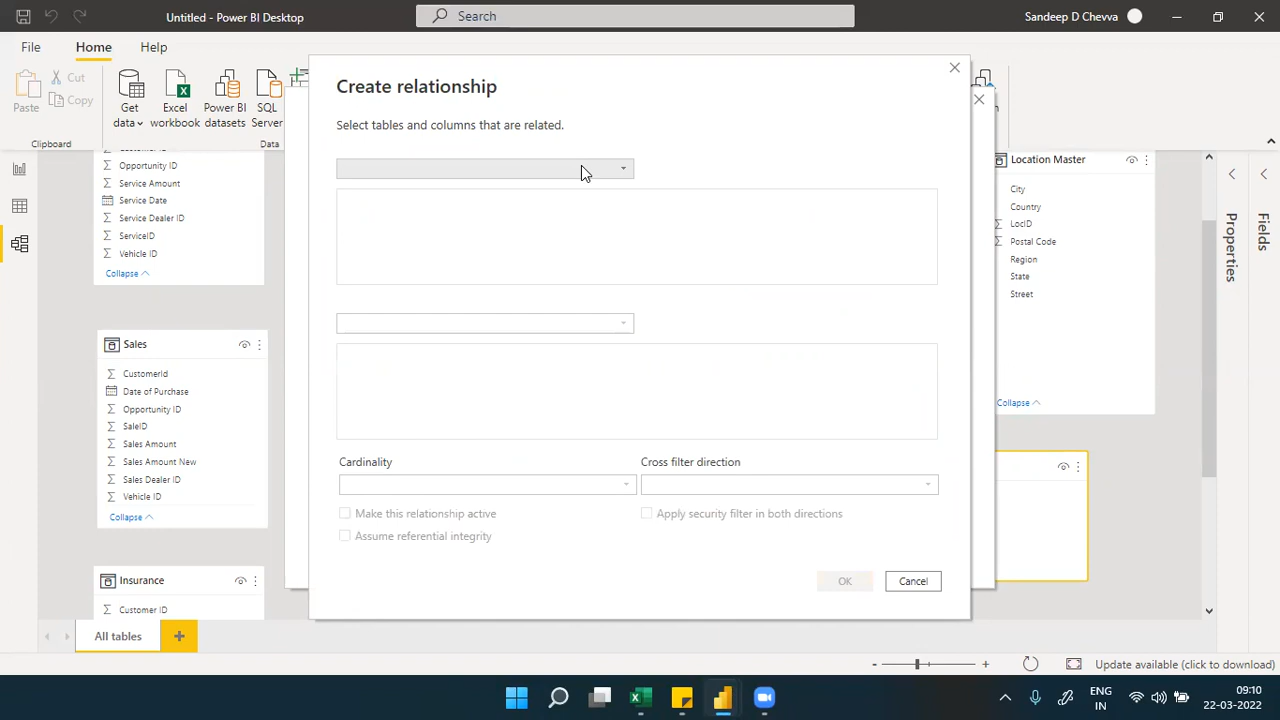 Untitled - Power BI Desktop
Search
Sandeep D Chevva
File
Home
Help
Paste
Cut
Copy
Get
data
Excel
workbook
Power BI
datasets
SQL
Server
Clipboard
Data
Create relationship
Select tables and columns that are related.
Cardinality
Cross filter direction
Make this relationship active
Apply security filter in both directions
Assume referential integrity
OK
Cancel
Opportunity ID
Service Amount
Service Date
Service Dealer ID
ServiceID
Vehicle ID
Collapse
Sales
CustomerId
Date of Purchase
Opportunity ID
SaleID
Sales Amount
Sales Amount New
Sales Dealer ID
Vehicle ID
Collapse
Insurance
Customer ID
Location Master
City
Country
LocID
Postal Code
Region
State
Street
Collapse
Properties
Fields
All tables
Update available (click to download)
ENG
IN
09:10
22-03-2022